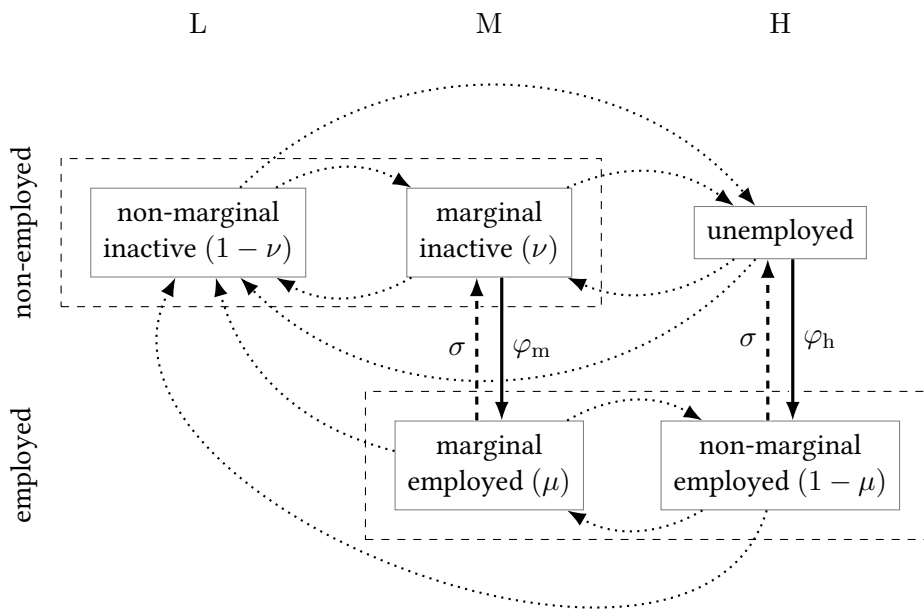 L M H
non-employed
non-marginal
inactive (1 − ν)
marginal
inactive (ν)
unemployed
σ
φm
σ
φh
employed
marginal
employed (μ)
non-marginal
employed (1 − μ)